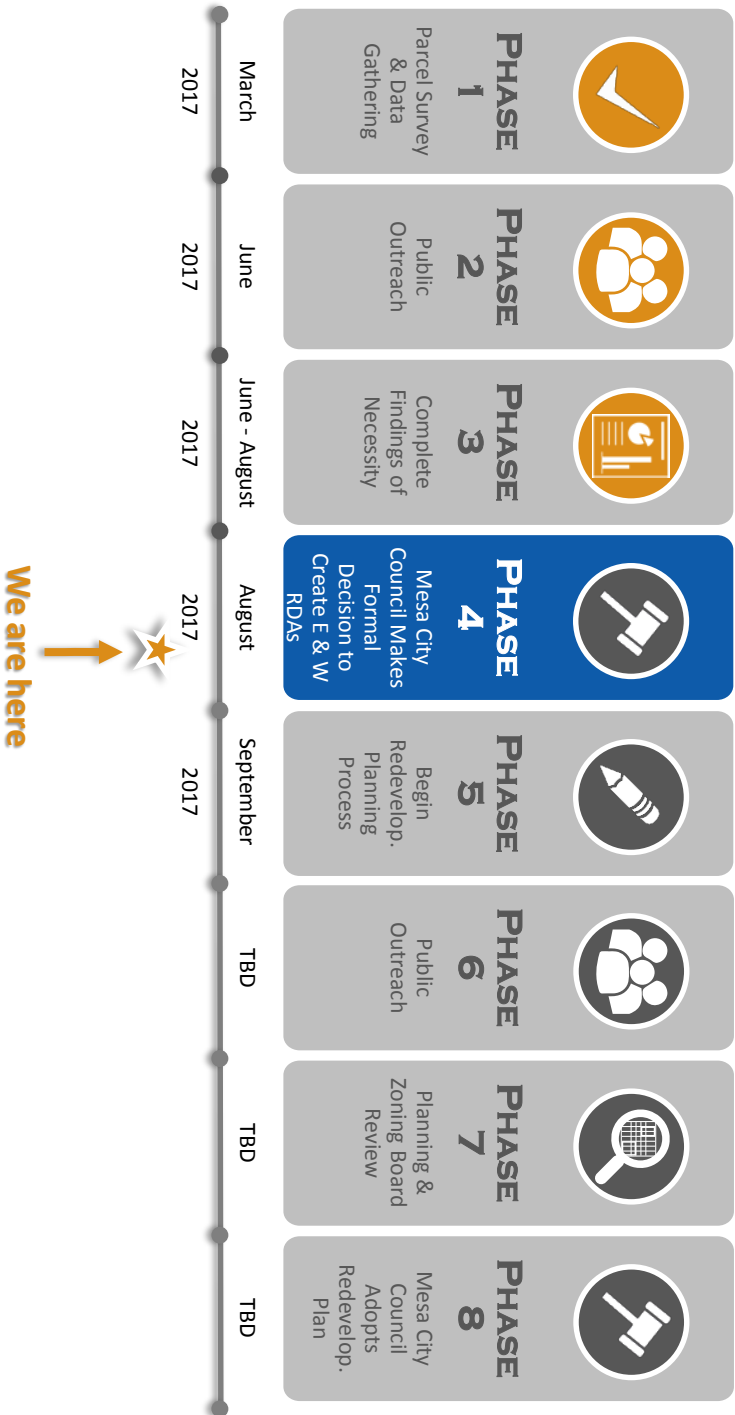 PHASE
1
Parcel Survey
& Data
Gathering
PHASE
2
Public
Outreach
PHASE
3
Complete
Findings of
Necessity
PHASE
4
Mesa City
Council Makes
Formal
Decision to
Create E & W
RDAs
PHASE
5
Begin
Redevelop.
Planning
Process
PHASE
6
Public
Outreach
PHASE
7
Planning &
Zoning Board
Review
PHASE
8
Mesa City
Council
Adopts
Redevelop.
Plan
March
2017
June
2017
June - August
2017
August
2017
September
2017
TBD
TBD
TBD
We are here